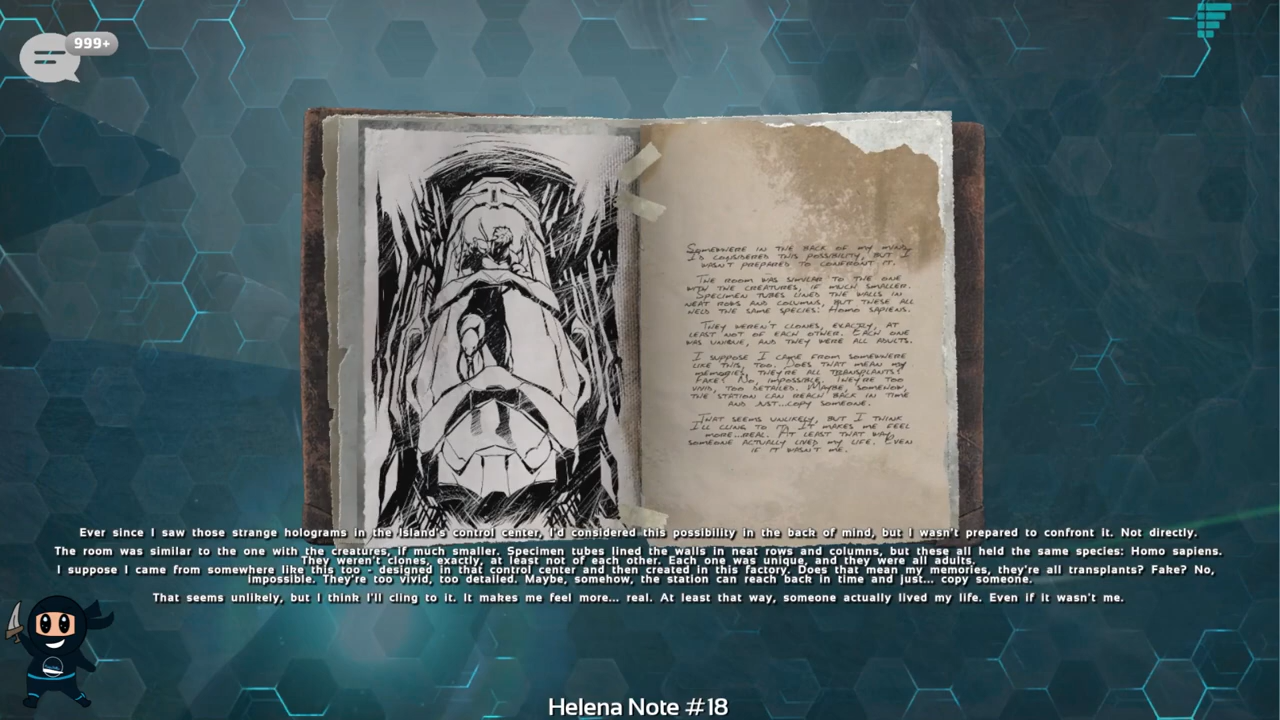 999+
Somewhere in the back of my mind,
I'd considered this possibility, but I
wasn't prepared to confront it.
The room was similar to the one
with the creatures, if much smaller.
Specimen tubes lined the walls in
neat rows and columns, but these all
held the same species: Homo sapiens.
They weren't clones, exactly, at
least not of each other. Each one
was unique, and they were all adults.
I suppose I came from somewhere
like this, too. Does that mean my
memories, they're all transplants?
Fake? No, impossible. They're too
vivid, too detailed. Maybe, somehow,
the station can reach back in time
and just...copy someone.
That seems unlikely, but I think
I'll cling to it. It makes me feel
more...real. At least that way,
someone actually lived my life. Even
if it wasn't me.
Ever since I saw those strange holograms in the Island's control center, I'd considered this possibility in the back of mind, but I wasn't prepared to confront it. Not directly.
The room was similar to the one with the creatures, if much smaller. Specimen tubes lined the walls in neat rows and columns, but these all held the same species: Homo sapiens.
They weren't clones, exactly, at least not of each other. Each one was unique, and they were all adults.
I suppose I came from somewhere like this too - designed in that control center and then created in this factory. Does that mean my memories, they're all transplants? Fake? No,
impossible. They're too vivid, too detailed. Maybe, somehow, the station can reach back in time and just... copy someone.
That seems unlikely, but I think I'll cling to it. It makes me feel more... real. At least that way, someone actually lived my life. Even if it wasn't me.
Helena Note #18